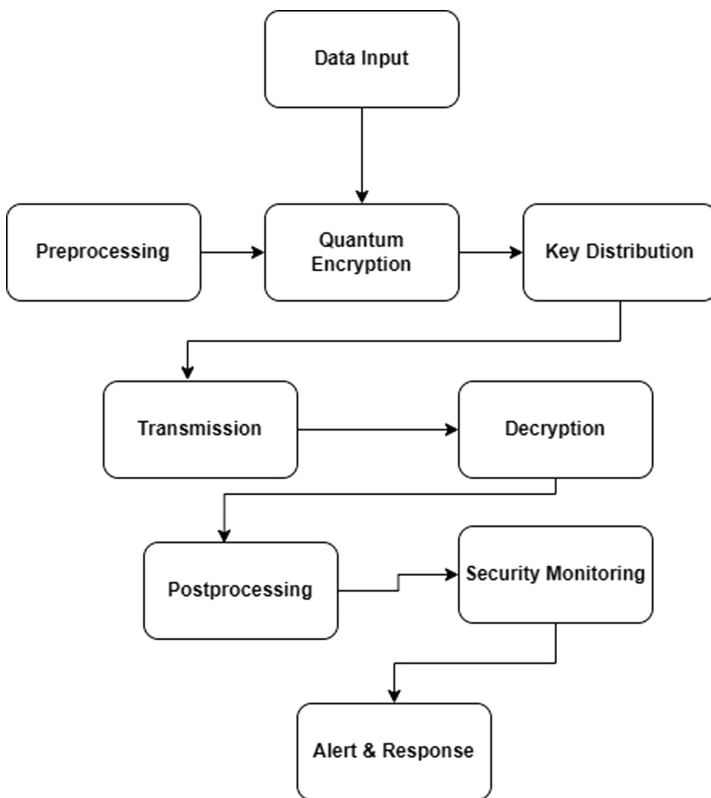 Data Input
Preprocessing
Quantum
Encryption
Key Distribution
Transmission
Decryption
Postprocessing
Security Monitoring
Alert & Response